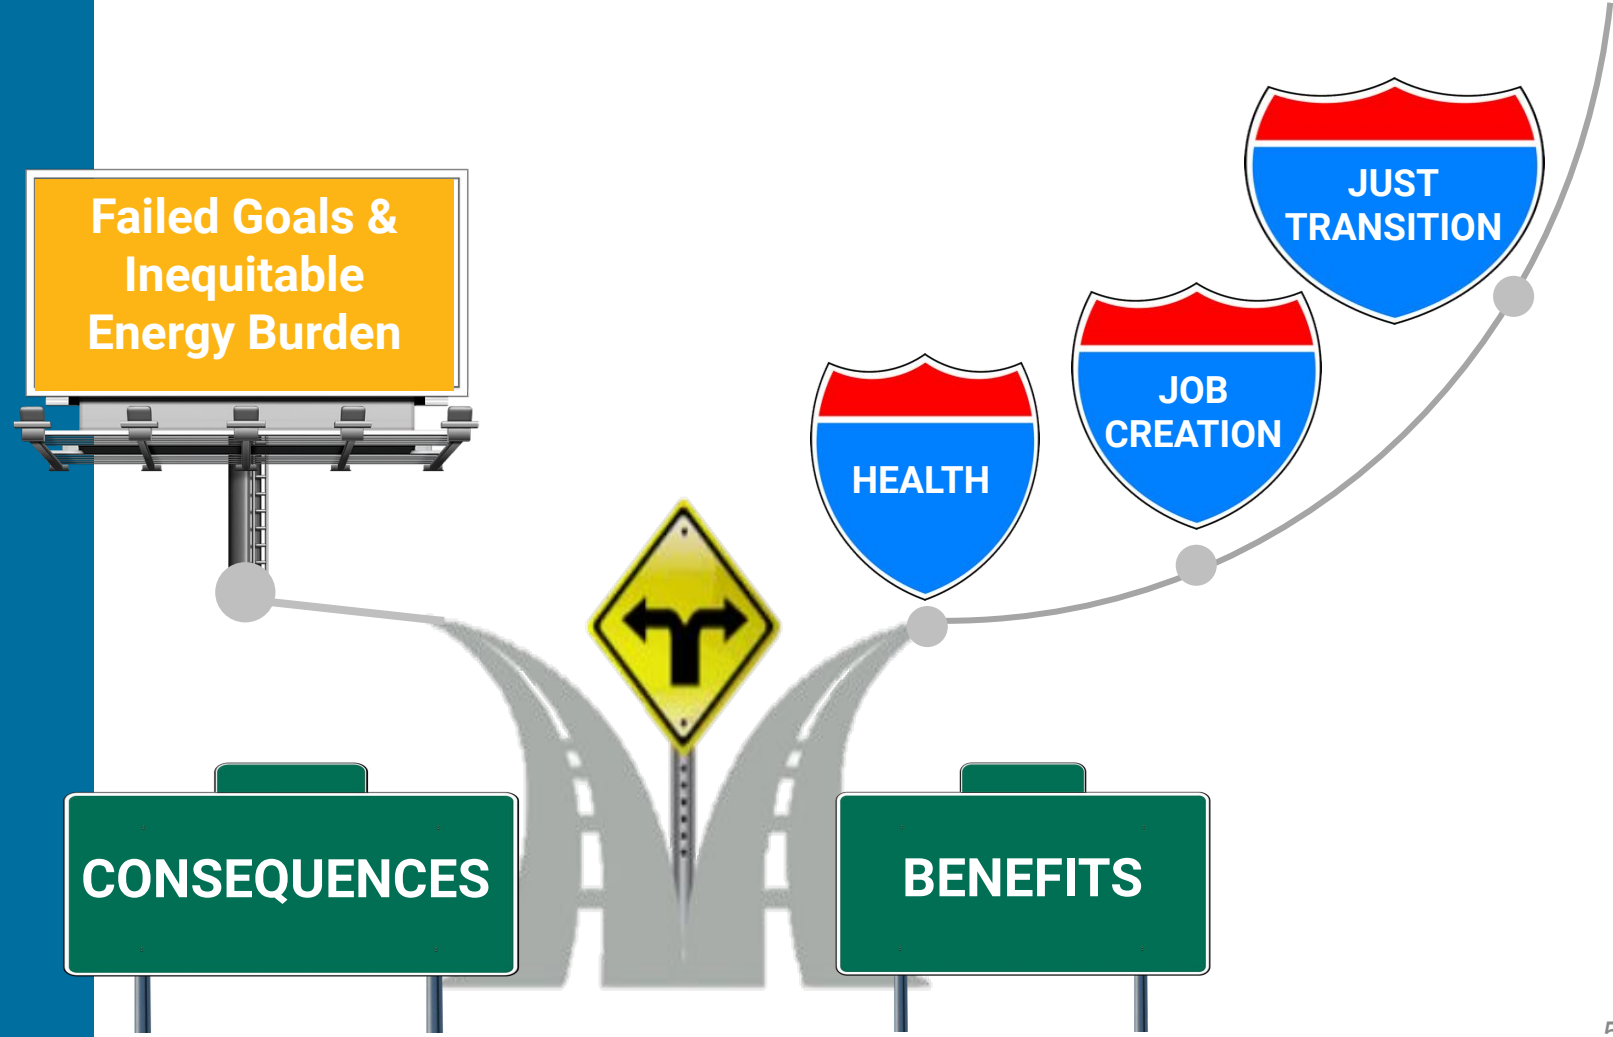 Failed Goals &
Inequitable
Energy Burden
JUST
TRANSITION
JOB
CREATION
HEALTH
CONSEQUENCES
BENEFITS